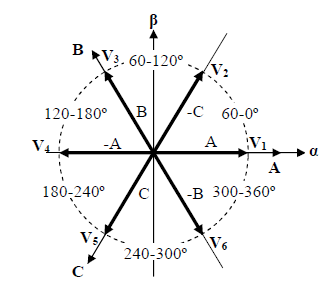 β
B V3 60-120° V2
120-180° B -C 60-0°
V4 -A A V1 α
A
180-240° C -B 300-360°
V5 V6
240-300°
C